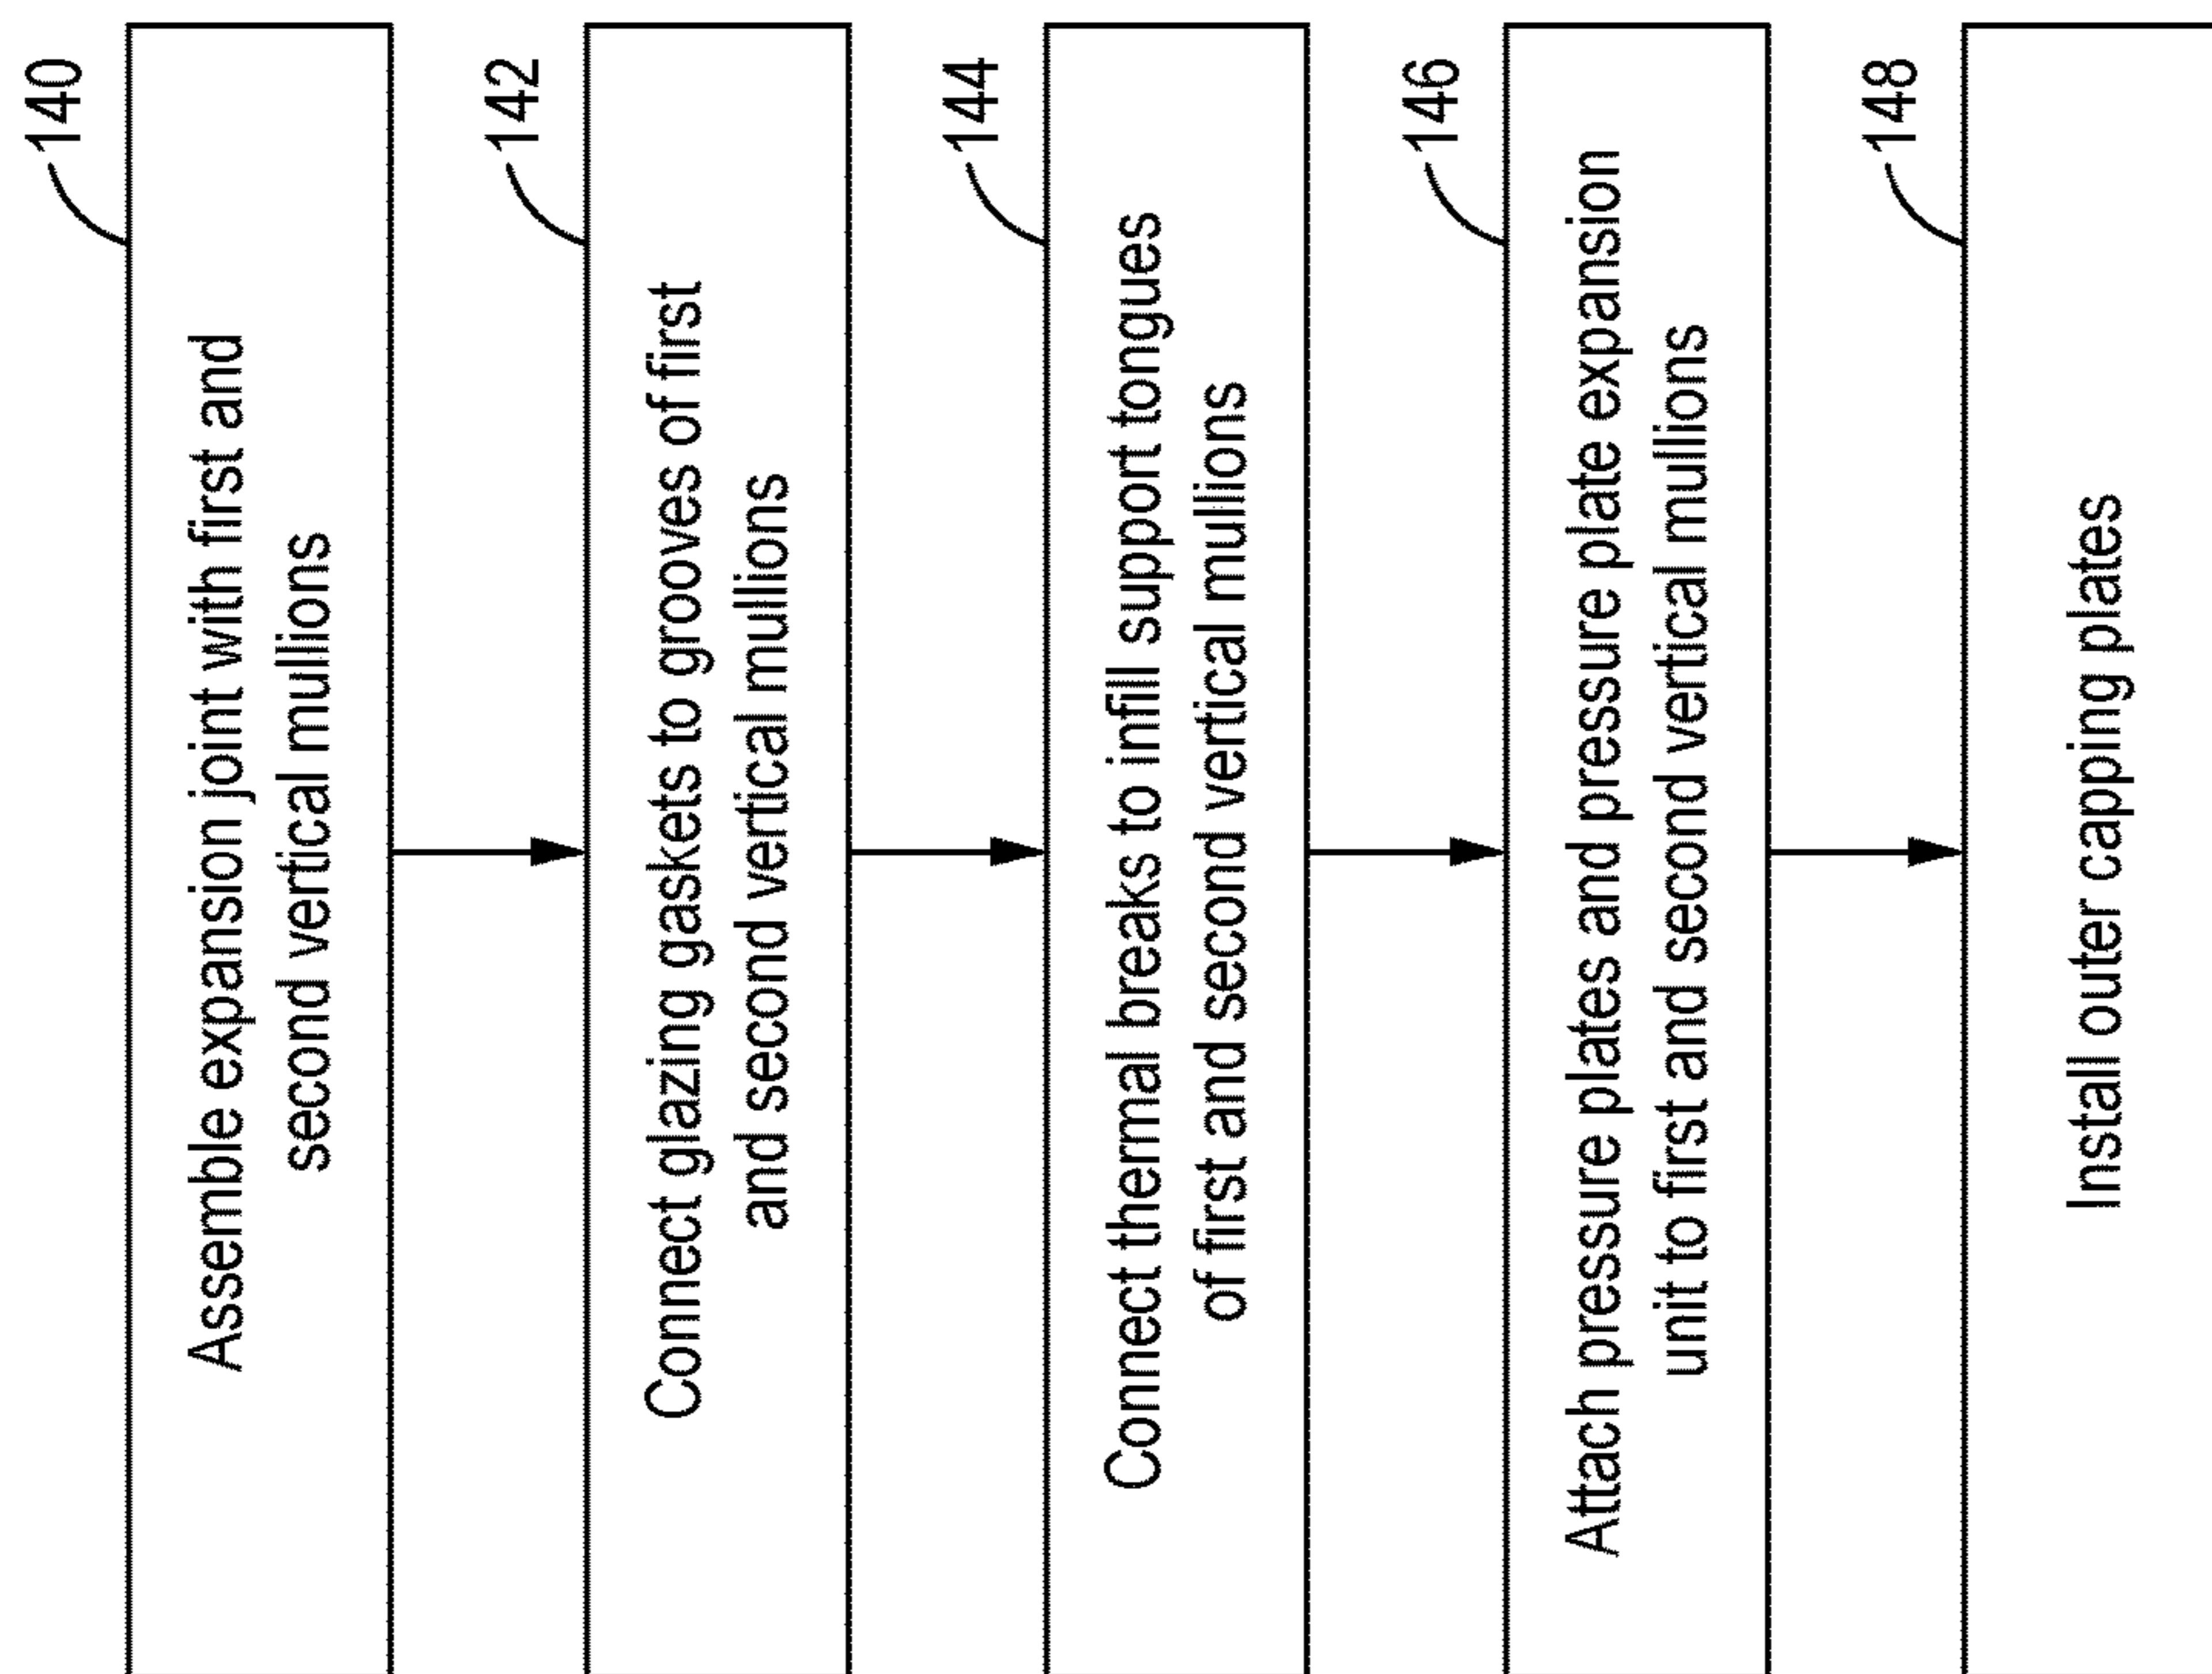 140
Assemble expansion joint with first and
second vertical mullions
142
Connect glazing gaskets to grooves of first
and second vertical mullions
144
Connect thermal breaks to infill support tongues
of first and second vertical mullions
146
Attach pressure plates and pressure plate expansion
unit to first and second vertical mullions
148
Install outer capping plates